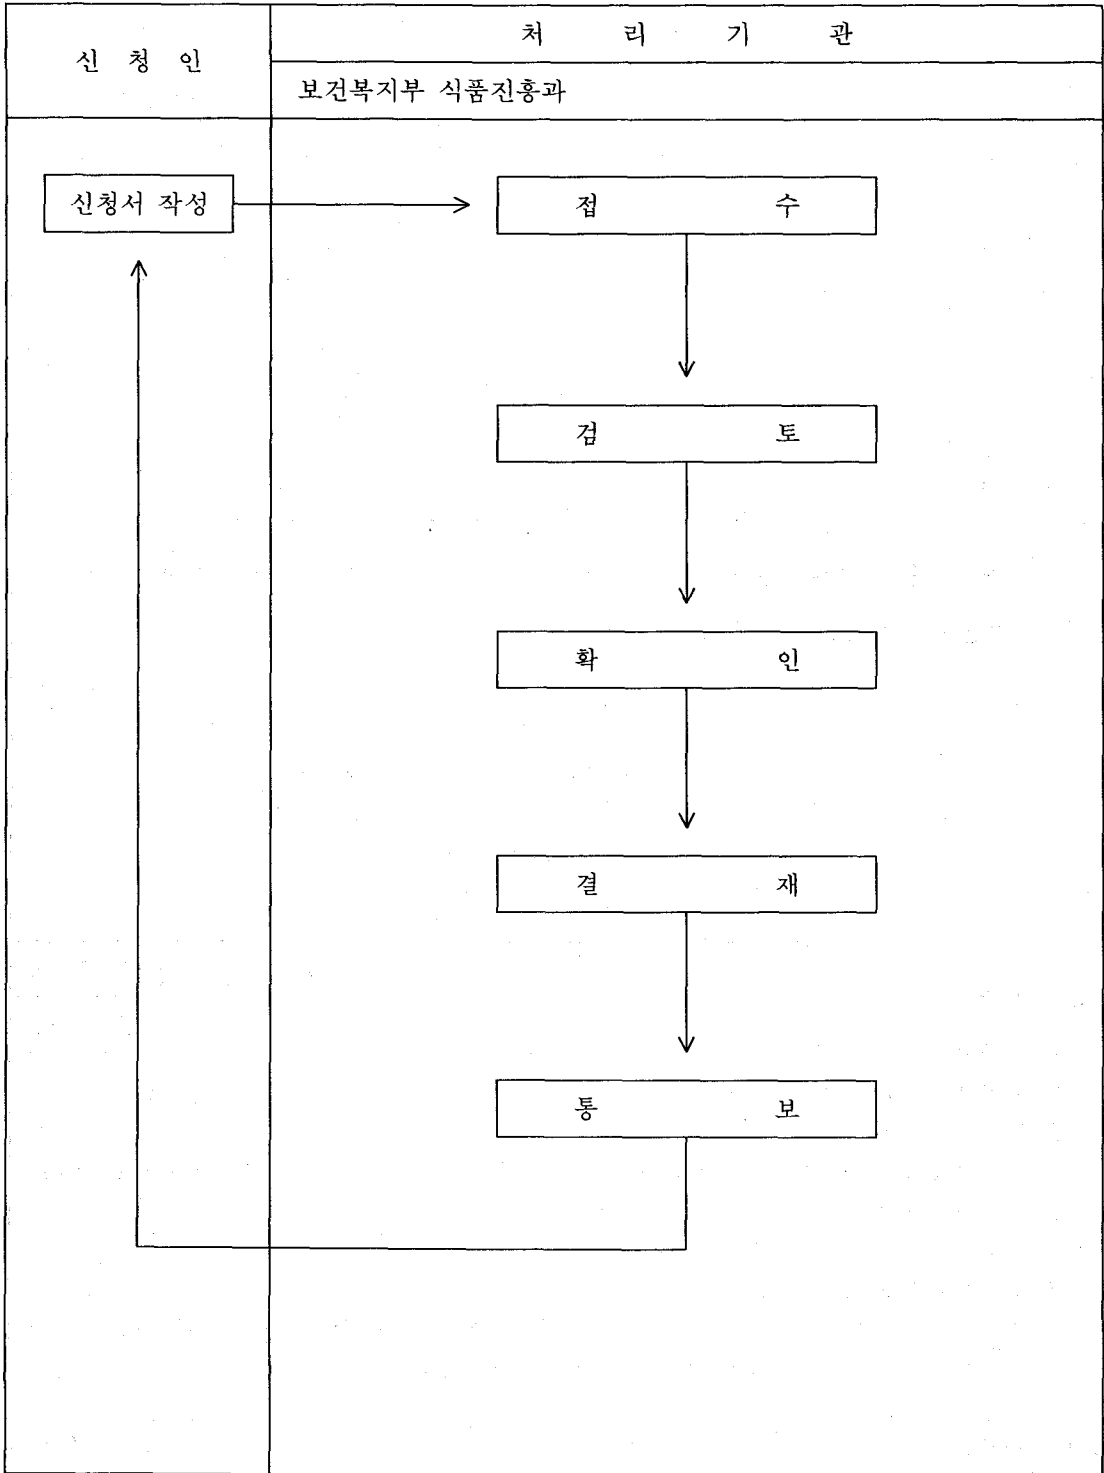 처 리 기 관
신 청 인
보건복지부 식품진흥과
신청서 작성
접 수
검 토
확 인
결 재
통 보